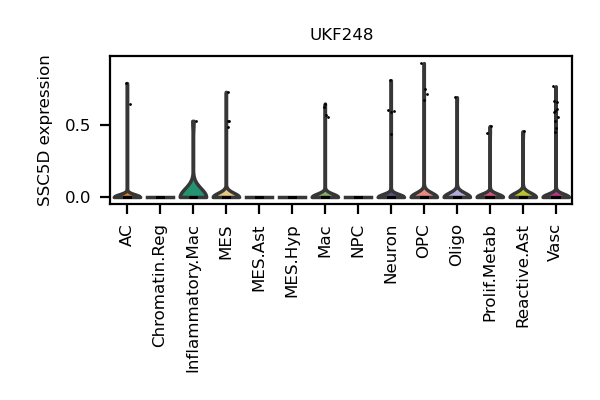 UKF248
SSC5D expression
0.5
0.0
AC
Chromatin.Reg
Inflammatory.Mac
MES
MES.Ast
MES.Hyp
Mac
NPC
Neuron
OPC
Oligo
Prolif.Metab
Reactive.Ast
Vasc